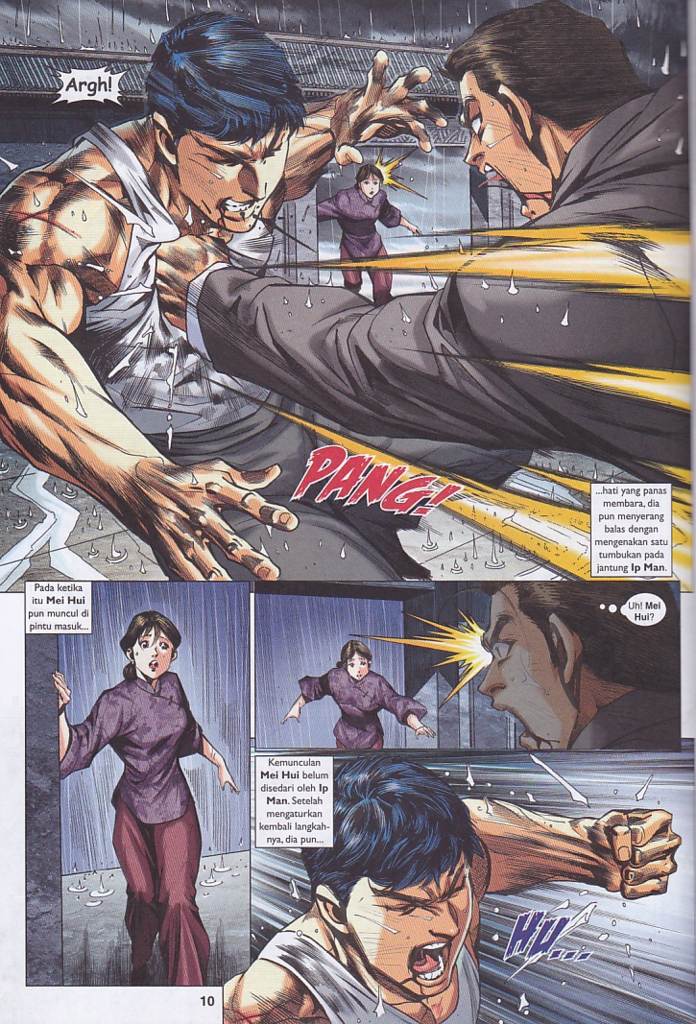 Argh!
PANG!
...hati yang panas
membara, dia
pun menyerang
balas dengan
mengenakan satu
tumbukan pada
jantung Ip Man.
Pada ketika
itu Mei Hui
pun muncul di
pintu masuk...
Uh! Mei
Hui?
Kemunculan
Mei Hui belum
disedari oleh Ip
Man. Setelah
mengaturkan
kembali langkah-
nya, dia pun...
HU...
10